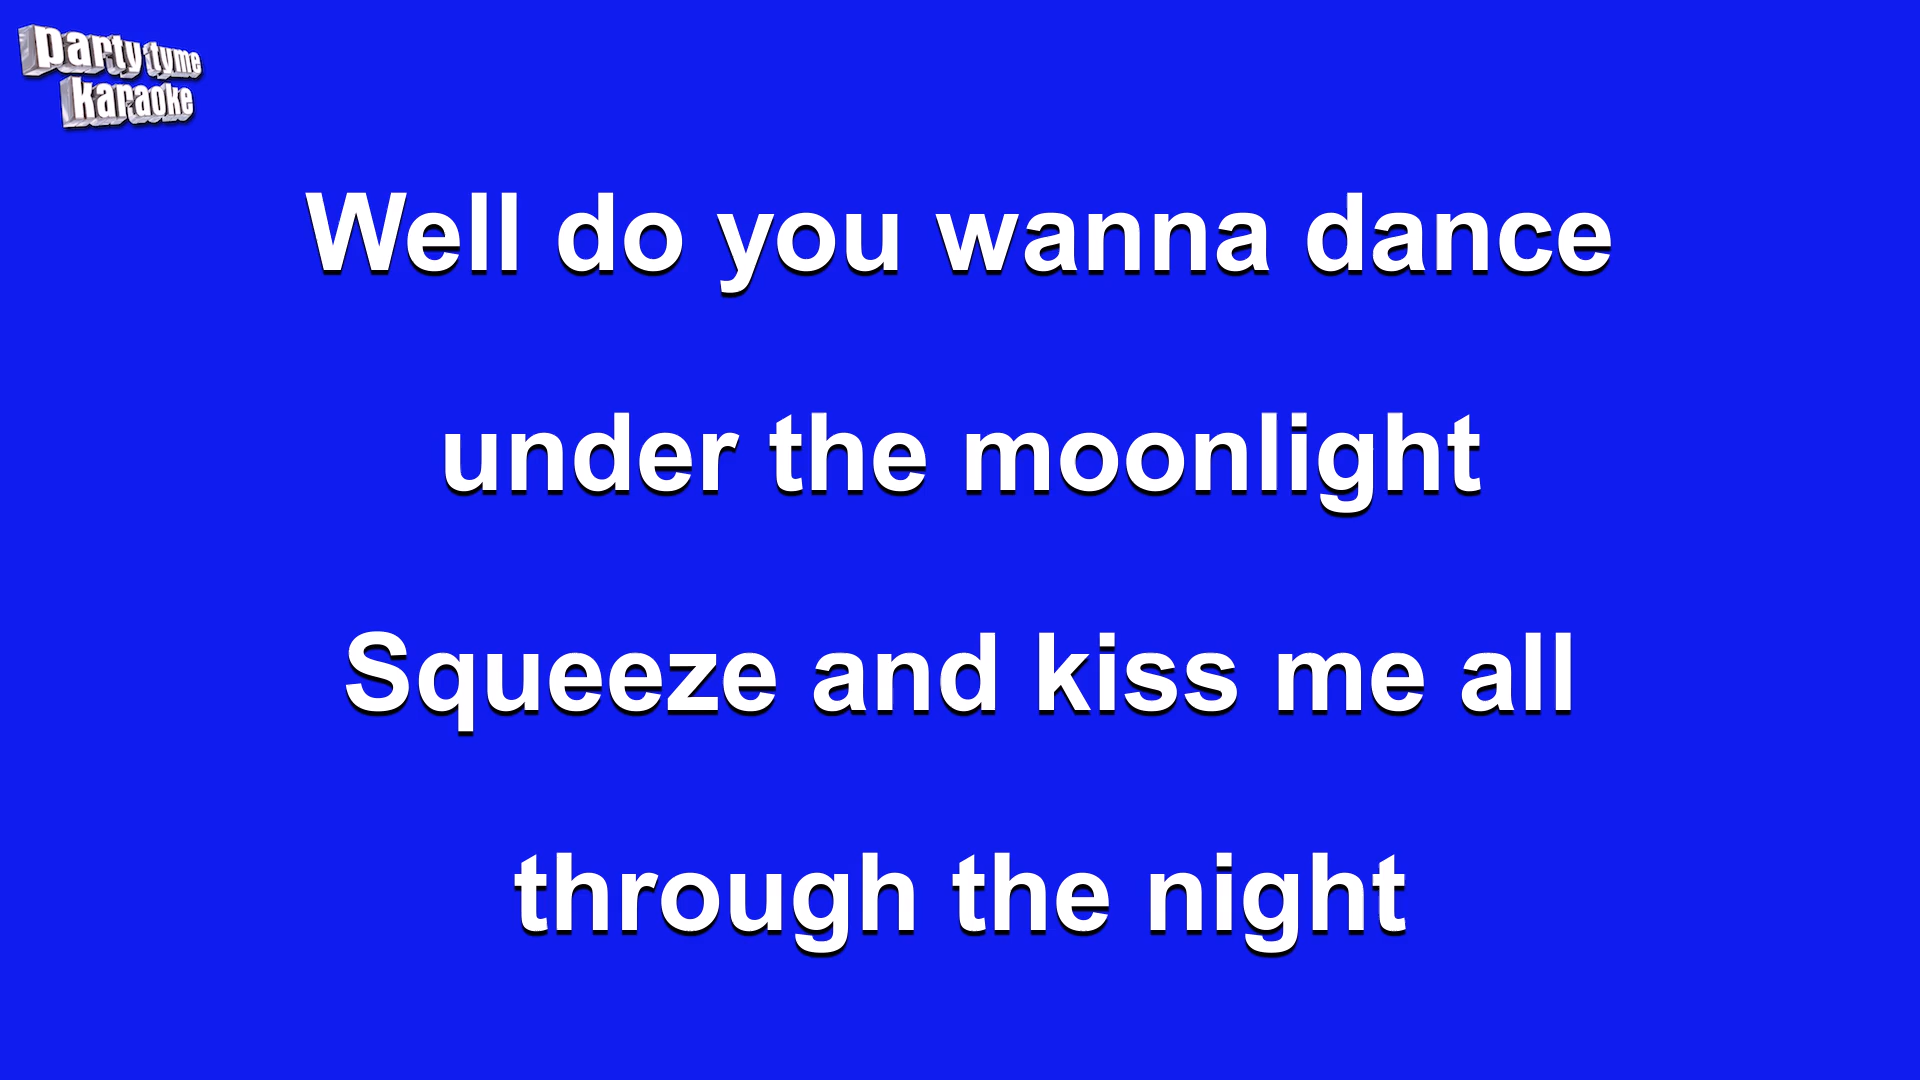 party tyme
karaoke
Well do you wanna dance
under the moonlight
Squeeze and kiss me all
through the night